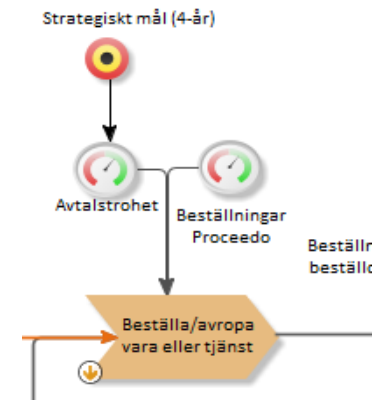 Strategiskt mål (4-år)
Avtalstrohet
Beställningar
Proceedo
Beställa/avropa
vara eller tjänst